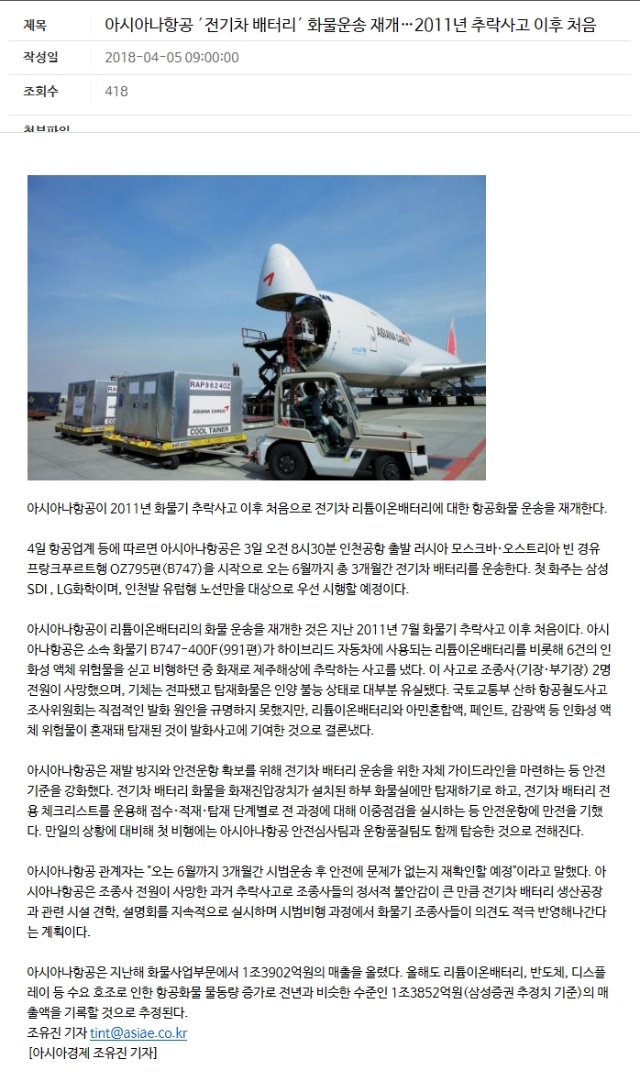 제목 아시아나항공 ´전기차 배터리´ 화물운송 재개…2011년 추락사고 이후 처음
작성일 2018-04-05 09:00:00
조회수 418
첨부파일
ASIANA CARGO
RAP96240Z
ASIANA CARGO
COOL TAINER
아시아나항공이 2011년 화물기 추락사고 이후 처음으로 전기차 리튬이온배터리에 대한 항공화물 운송을 재개한다.
4일 항공업계 등에 따르면 아시아나항공은 3일 오전 8시30분 인천공항 출발 러시아 모스크바·오스트리아 빈 경유
프랑크푸르트행 OZ795편(B747)을 시작으로 오는 6월까지 총 3개월간 전기차 배터리를 운송한다. 첫 화주는 삼성
SDI , LG화학이며, 인천발 유럽행 노선만을 대상으로 우선 시행할 예정이다.
아시아나항공이 리튬이온배터리의 화물 운송을 재개한 것은 지난 2011년 7월 화물기 추락사고 이후 처음이다. 아시
아나항공은 소속 화물기 B747-400F(991편)가 하이브리드 자동차에 사용되는 리튬이온배터리를 비롯해 6건의 인
화성 액체 위험물을 싣고 비행하던 중 화재로 제주해상에 추락하는 사고를 냈다. 이 사고로 조종사(기장·부기장) 2명
전원이 사망했으며, 기체는 전파됐고 탑재화물은 인양 불능 상태로 대부분 유실됐다. 국토교통부 산하 항공철도사고
조사위원회는 직접적인 발화 원인을 규명하지 못했지만, 리튬이온배터리와 아민혼합액, 페인트, 감광액 등 인화성 액
체 위험물이 혼재돼 탑재된 것이 발화사고에 기여한 것으로 결론냈다.
아시아나항공은 재발 방지와 안전운항 확보를 위해 전기차 배터리 운송을 위한 자체 가이드라인을 마련하는 등 안전
기준을 강화했다. 전기차 배터리 화물을 화재진압장치가 설치된 하부 화물실에만 탑재하기로 하고, 전기차 배터리 전
용 체크리스트를 운용해 접수·적재·탑재 단계별로 전 과정에 대해 이중점검을 실시하는 등 안전운항에 만전을 기했
다. 만일의 상황에 대비해 첫 비행에는 아시아나항공 안전심사팀과 운항품질팀도 함께 탑승한 것으로 전해진다.
아시아나항공 관계자는 "오는 6월까지 3개월간 시범운송 후 안전에 문제가 없는지 재확인할 예정"이라고 말했다. 아
시아나항공은 조종사 전원이 사망한 과거 추락사고로 조종사들의 정서적 불안감이 큰 만큼 전기차 배터리 생산공장
과 관련 시설 견학, 설명회를 지속적으로 실시하며 시범비행 과정에서 화물기 조종사들이 의견도 적극 반영해나간다
는 계획이다.
아시아나항공은 지난해 화물사업부문에서 1조3902억원의 매출을 올렸다. 올해도 리튬이온배터리, 반도체, 디스플
레이 등 수요 호조로 인한 항공화물 물동량 증가로 전년과 비슷한 수준인 1조3852억원(삼성증권 추정치 기준)의 매
출액을 기록할 것으로 추정된다.
조유진 기자 tint@asiae.co.kr
[아시아경제 조유진 기자]